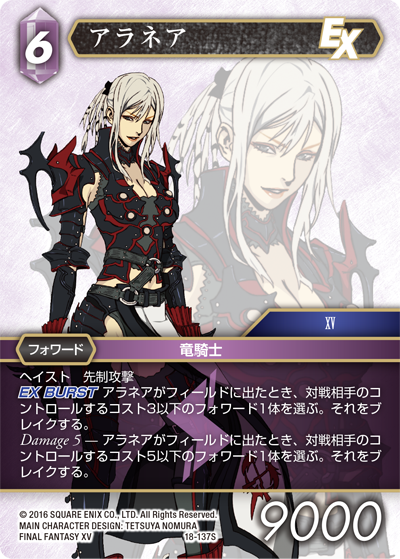 6
アラネア
EX
XV
フォワード
竜騎士
ヘイスト　先制攻撃
EX BURST アラネアがフィールドに出たとき、対戦相手のコ
ントロールするコスト3以下のフォワード1体を選ぶ。それをブ
レイクする。
Damage 5 — アラネアがフィールドに出たとき、対戦相手のコ
ントロールするコスト5以下のフォワード1体を選ぶ。それをブ
レイクする。
© 2016 SQUARE ENIX CO., LTD. All Rights Reserved.
MAIN CHARACTER DESIGN: TETSUYA NOMURA
FINAL FANTASY XV
18-137S
9000